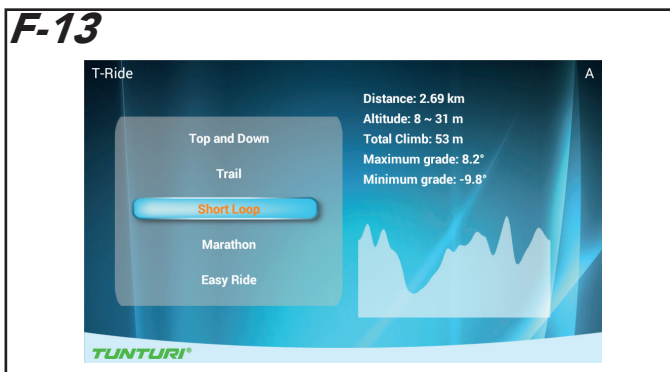 F-13
T-Ride
A
Top and Down
Trail
Short Loop
Marathon
Easy Ride
Distance: 2.69 km
Altitude: 8 ~ 31 m
Total Climb: 53 m
Maximum grade: 8.2°
Minimum grade: -9.8°
TUNTURI®